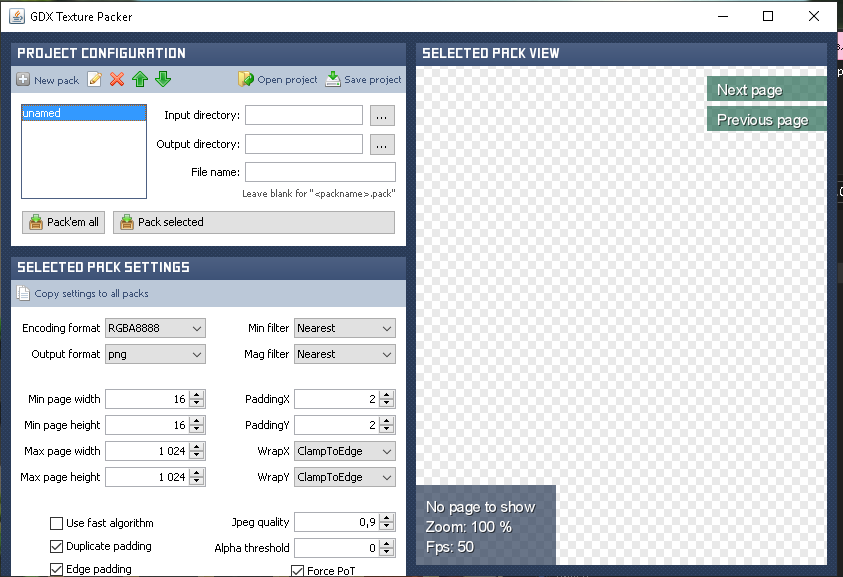 GDX Texture Packer
PROJECT CONFIGURATION
New pack
Open project
Save project
unamed
Input directory:
...
Output directory:
...
File name:
Leave blank for "<packname>.pack"
Pack'em all
Pack selected
SELECTED PACK SETTINGS
Copy settings to all packs
Encoding format RGBA8888
Min filter Nearest
Output format png
Mag filter Nearest
Min page width 16
PaddingX 2
Min page height 16
PaddingY 2
Max page width 1 024
WrapX ClampToEdge
Max page height 1 024
WrapY ClampToEdge
Use fast algorithm
Jpeg quality 0,9
Duplicate padding
Alpha threshold 0
Edge padding
Force PoT
SELECTED PACK VIEW
Next page
Previous page
No page to show
Zoom: 100 %
Fps: 50